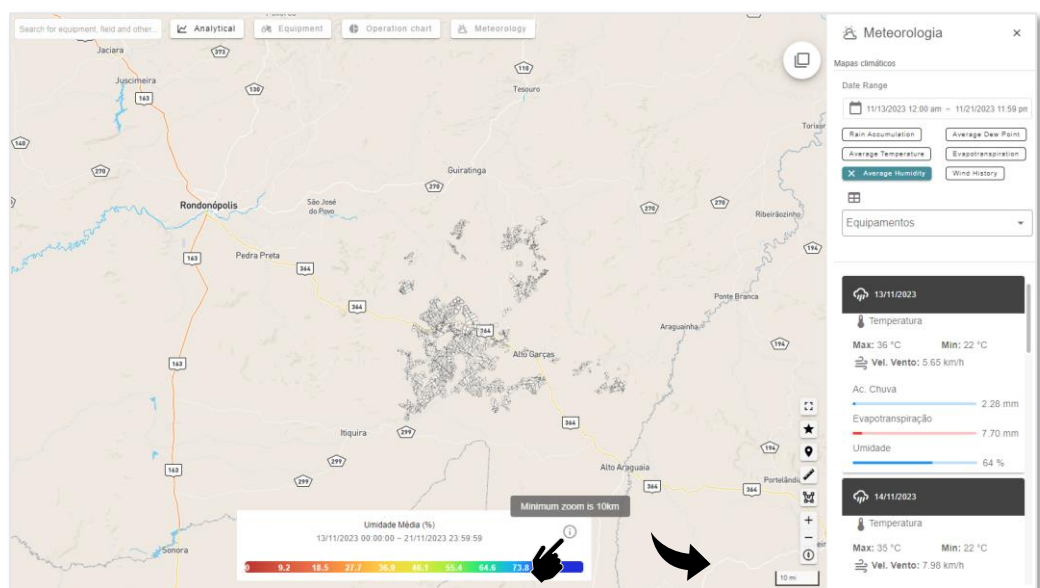 Search for equipment, field and other...
Analytical
Equipment
Operation chart
Meteorology
Jaciara
373
110
Juscimeira
163
130
Tesouro
140
270
Guiratinga
270
Rondonópolis
São José
do Povo
270
270
Ribeirãozinho
163
Pedra Preta
364
194
364
Ponte Branca
364
Araguainha
194
163
Alto Garças
364
Itiquira
299
194
163
299
299
Alto Araguaia
364
364
Portelândia
Sonora
Minimum zoom is 10km
Umidade Média (%)
13/11/2023 00:00:00 – 21/11/2023 23:59:59
0 9.2 18.5 27.7 36.9 46.1 55.4 64.6 73.8
10 mi
Meteorologia
Mapas climáticos
Date Range
11/13/2023 12:00 am – 11/21/2023 11:59 pm
Rain Accumulation
Average Dew Point
Average Temperature
Evapotranspiration
Average Humidity
Wind History
Equipamentos
13/11/2023
Temperatura
Max: 36 °C Min: 22 °C
Vel. Vento: 5.65 km/h
Ac. Chuva
2.28 mm
Evapotranspiração
7.70 mm
Umidade
64 %
14/11/2023
Temperatura
Max: 35 °C Min: 22 °C
Vel. Vento: 7.98 km/h